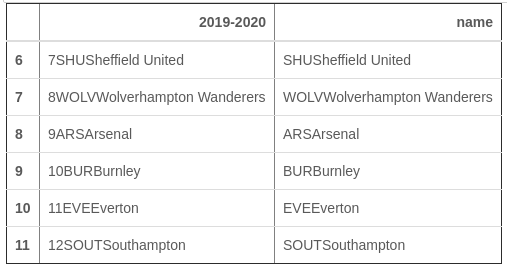 2019-2020 name
6 7SHUSheffield United SHUSheffield United
7 8WOLVWolverhampton Wanderers WOLVWolverhampton Wanderers
8 9ARSArsenal ARSArsenal
9 10BURBurnley BURBurnley
10 11EVEEverton EVEEverton
11 12SOUTSouthampton SOUTSouthampton